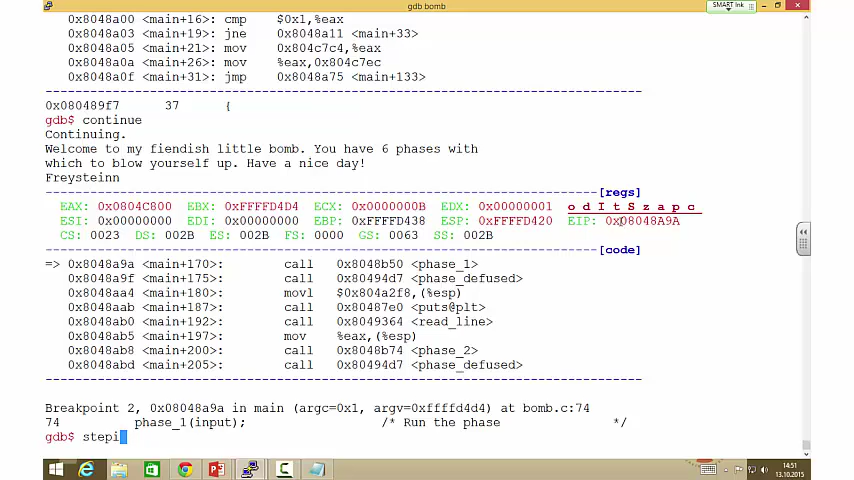 gdb bomb
SMART Ink
0x8048a00 <main+16>: cmp $0x1,%eax
0x8048a03 <main+19>: jne 0x8048a11 <main+33>
0x8048a05 <main+21>: mov 0x804c7c4,%eax
0x8048a0a <main+26>: mov %eax,0x804c7ec
0x8048a0f <main+31>: jmp 0x8048a75 <main+133>
--------------------------------------------------------------------------
0x080489f7 37 {
gdb$ continue
Continuing.
Welcome to my fiendish little bomb. You have 6 phases with
which to blow yourself up. Have a nice day!
Freysteinn
--------------------------------------------------------------------[regs]
EAX: 0x0804C800 EBX: 0xFFFFD4D4 ECX: 0x0000000B EDX: 0x00000001 o d I t S z a p c
ESI: 0x00000000 EDI: 0x00000000 EBP: 0xFFFFD438 ESP: 0xFFFFD420 EIP: 0x08048A9A
CS: 0023 DS: 002B ES: 002B FS: 0000 GS: 0063 SS: 002B
--------------------------------------------------------------------[code]
=> 0x8048a9a <main+170>: call 0x8048b50 <phase_1>
0x8048a9f <main+175>: call 0x80494d7 <phase_defused>
0x8048aa4 <main+180>: movl $0x804a2f8,(%esp)
0x8048aab <main+187>: call 0x80487e0 <puts@plt>
0x8048ab0 <main+192>: call 0x8049364 <read_line>
0x8048ab5 <main+197>: mov %eax,(%esp)
0x8048ab8 <main+200>: call 0x8048b74 <phase_2>
0x8048abd <main+205>: call 0x80494d7 <phase_defused>
--------------------------------------------------------------------------
Breakpoint 2, 0x08048a9a in main (argc=0x1, argv=0xffffd4d4) at bomb.c:74
74 phase_1(input); /* Run the phase */
gdb$ stepi
14:51
13.10.2015